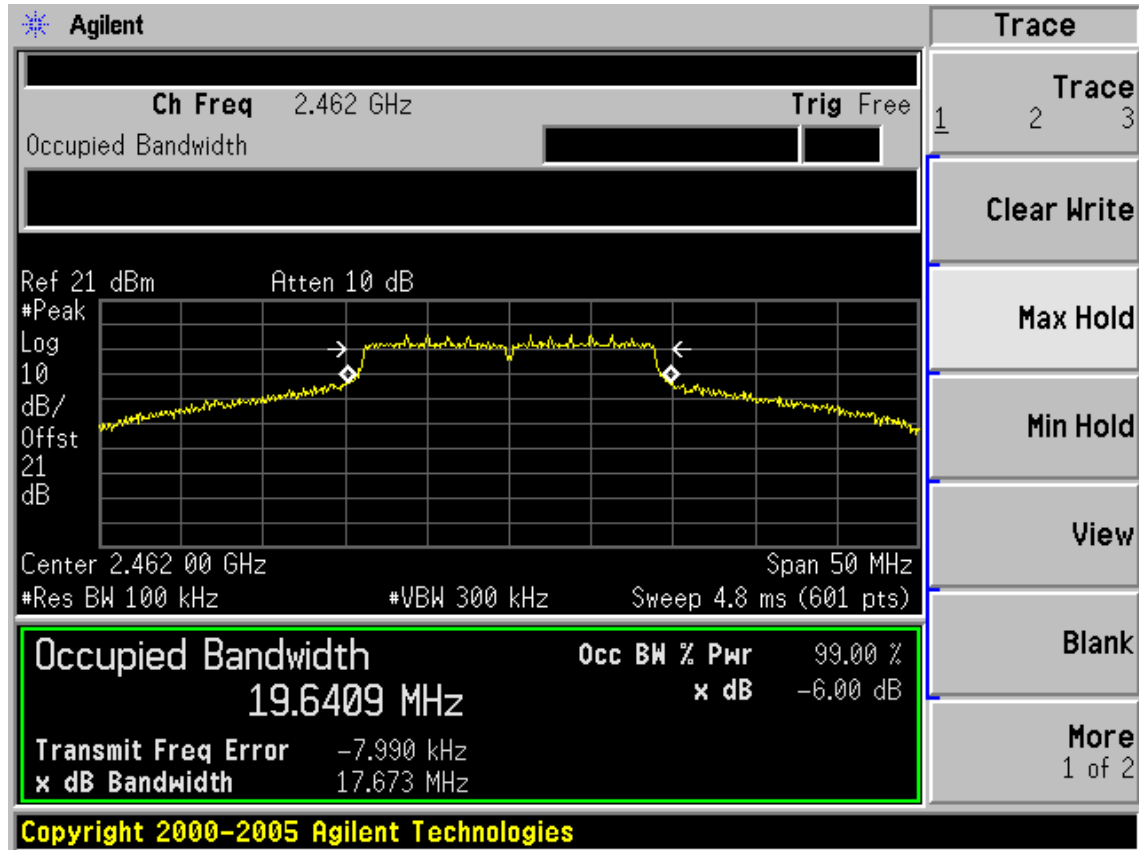 Agilent
Trace
Ch Freq 2.462 GHz Trig Free
Occupied Bandwidth
Ref 21 dBm Atten 10 dB
#Peak
Log
10
dB/
Offst
21
dB
Center 2.462 00 GHz Span 50 MHz
#Res BW 100 kHz #VBW 300 kHz Sweep 4.8 ms (601 pts)
Occupied Bandwidth
19.6409 MHz
Occ BW % Pwr 99.00 %
x dB -6.00 dB
Transmit Freq Error -7.990 kHz
x dB Bandwidth 17.673 MHz
Trace
1 2 3
Clear Write
Max Hold
Min Hold
View
Blank
More
1 of 2
Copyright 2000-2005 Agilent Technologies